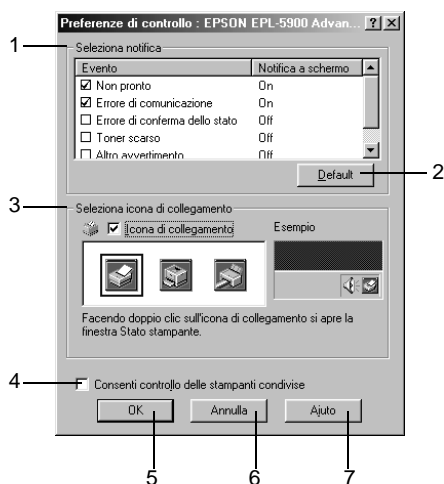 Preferenze di controllo : EPSON EPL-5900 Advan...
1
Seleziona notifica
Evento Notifica a schermo
Non pronto On
Errore di comunicazione On
Errore di conferma dello stato Off
Toner scarso Off
Altro avvertimento Off
Default
2
3
Seleziona icona di collegamento
Icona di collegamento
Esempio
Facendo doppio clic sull'icona di collegamento si apre la
finestra Stato stampante.
4
Consenti controllo delle stampanti condivise
OK Annulla Aiuto
5 6 7